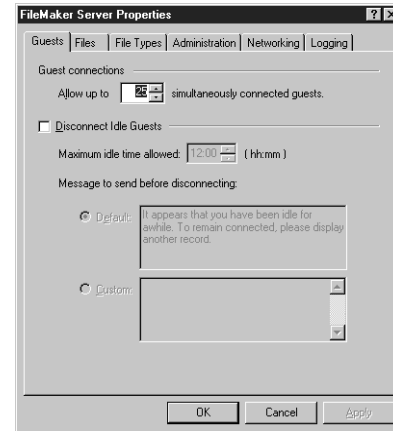 FileMaker Server Properties
Guests Files File Types Administration Networking Logging
Guest connections
Allow up to 25 simultaneously connected guests.
Disconnect Idle Guests
Maximum idle time allowed: 12:00 ( hh:mm )
Message to send before disconnecting:
Default: It appears that you have been idle for
awhile. To remain connected, please display
another record.
Custom:
OK Cancel Apply